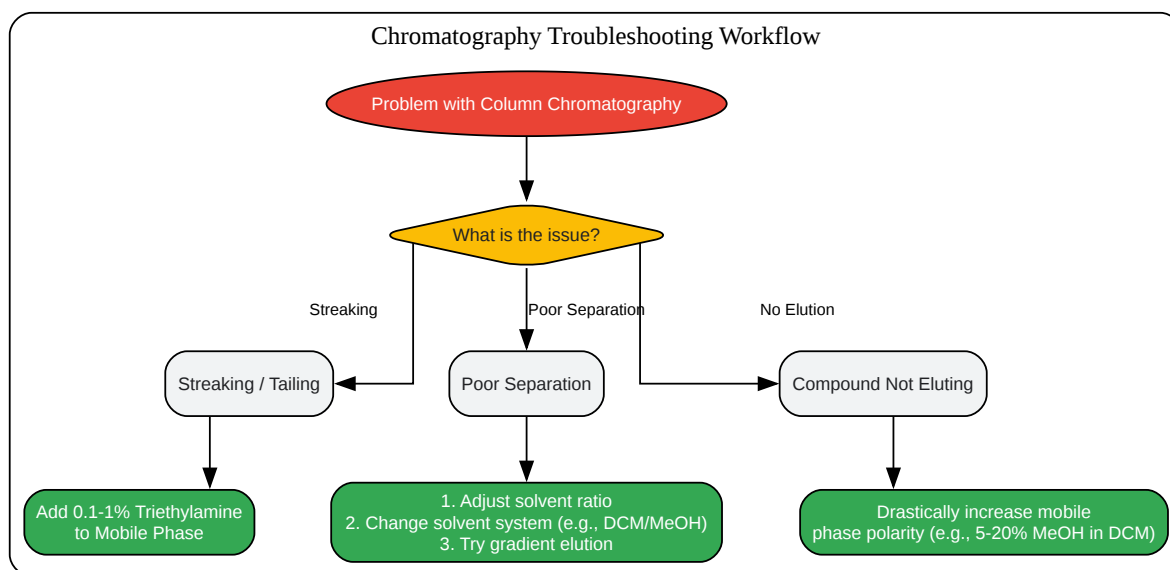 Chromatography Troubleshooting Workflow
Problem with Column Chromatography
What is the issue?
Streaking
Poor Separation
No Elution
Streaking / Tailing
Poor Separation
Compound Not Eluting
Add 0.1-1% Triethylamine
to Mobile Phase
1. Adjust solvent ratio
2. Change solvent system (e.g., DCM/MeOH)
3. Try gradient elution
Drastically increase mobile
phase polarity (e.g., 5-20% MeOH in DCM)